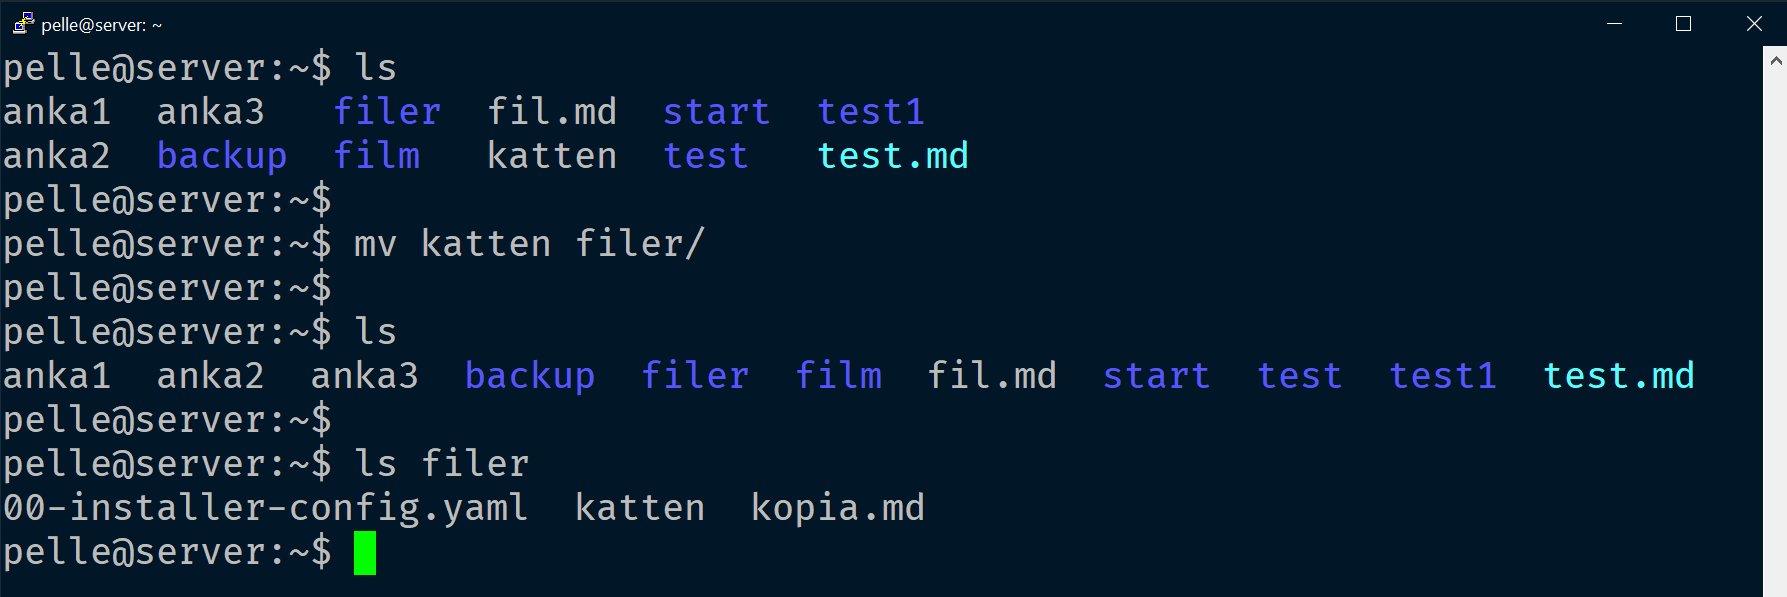 pelle@server: ~
pelle@server:~$ ls
anka1  anka3   filer  fil.md  start  test1
anka2  backup  film   katten  test   test.md
pelle@server:~$
pelle@server:~$ mv katten filer/
pelle@server:~$
pelle@server:~$ ls
anka1  anka2  anka3  backup  filer  film  fil.md  start  test  test1  test.md
pelle@server:~$
pelle@server:~$ ls filer
00-installer-config.yaml  katten  kopia.md
pelle@server:~$